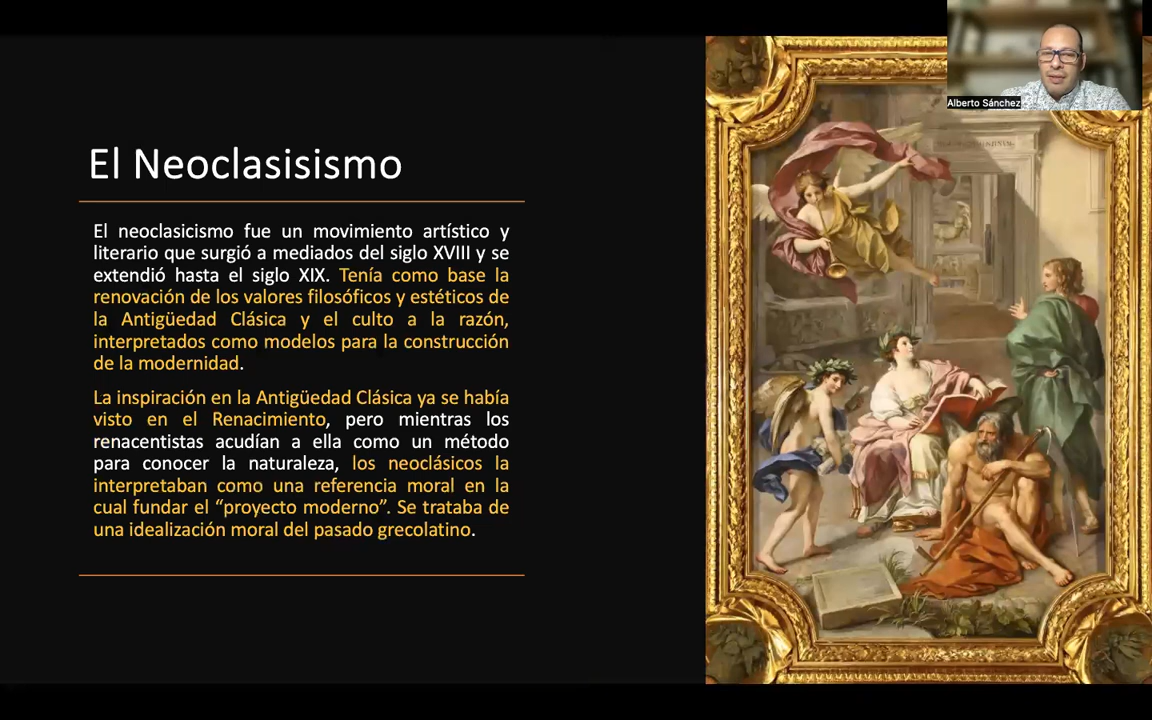 El Neoclasisismo
El neoclasicismo fue un movimiento artístico y
literario que surgió a mediados del siglo XVIII y se
extendió hasta el siglo XIX. Tenía como base la
renovación de los valores filosóficos y estéticos de
la Antigüedad Clásica y el culto a la razón,
interpretados como modelos para la construcción
de la modernidad.
La inspiración en la Antigüedad Clásica ya se había
visto en el Renacimiento, pero mientras los
renacentistas acudían a ella como un método
para conocer la naturaleza, los neoclásicos la
interpretaban como una referencia moral en la
cual fundar el “proyecto moderno”. Se trataba de
una idealización moral del pasado grecolatino.
Alberto Sánchez